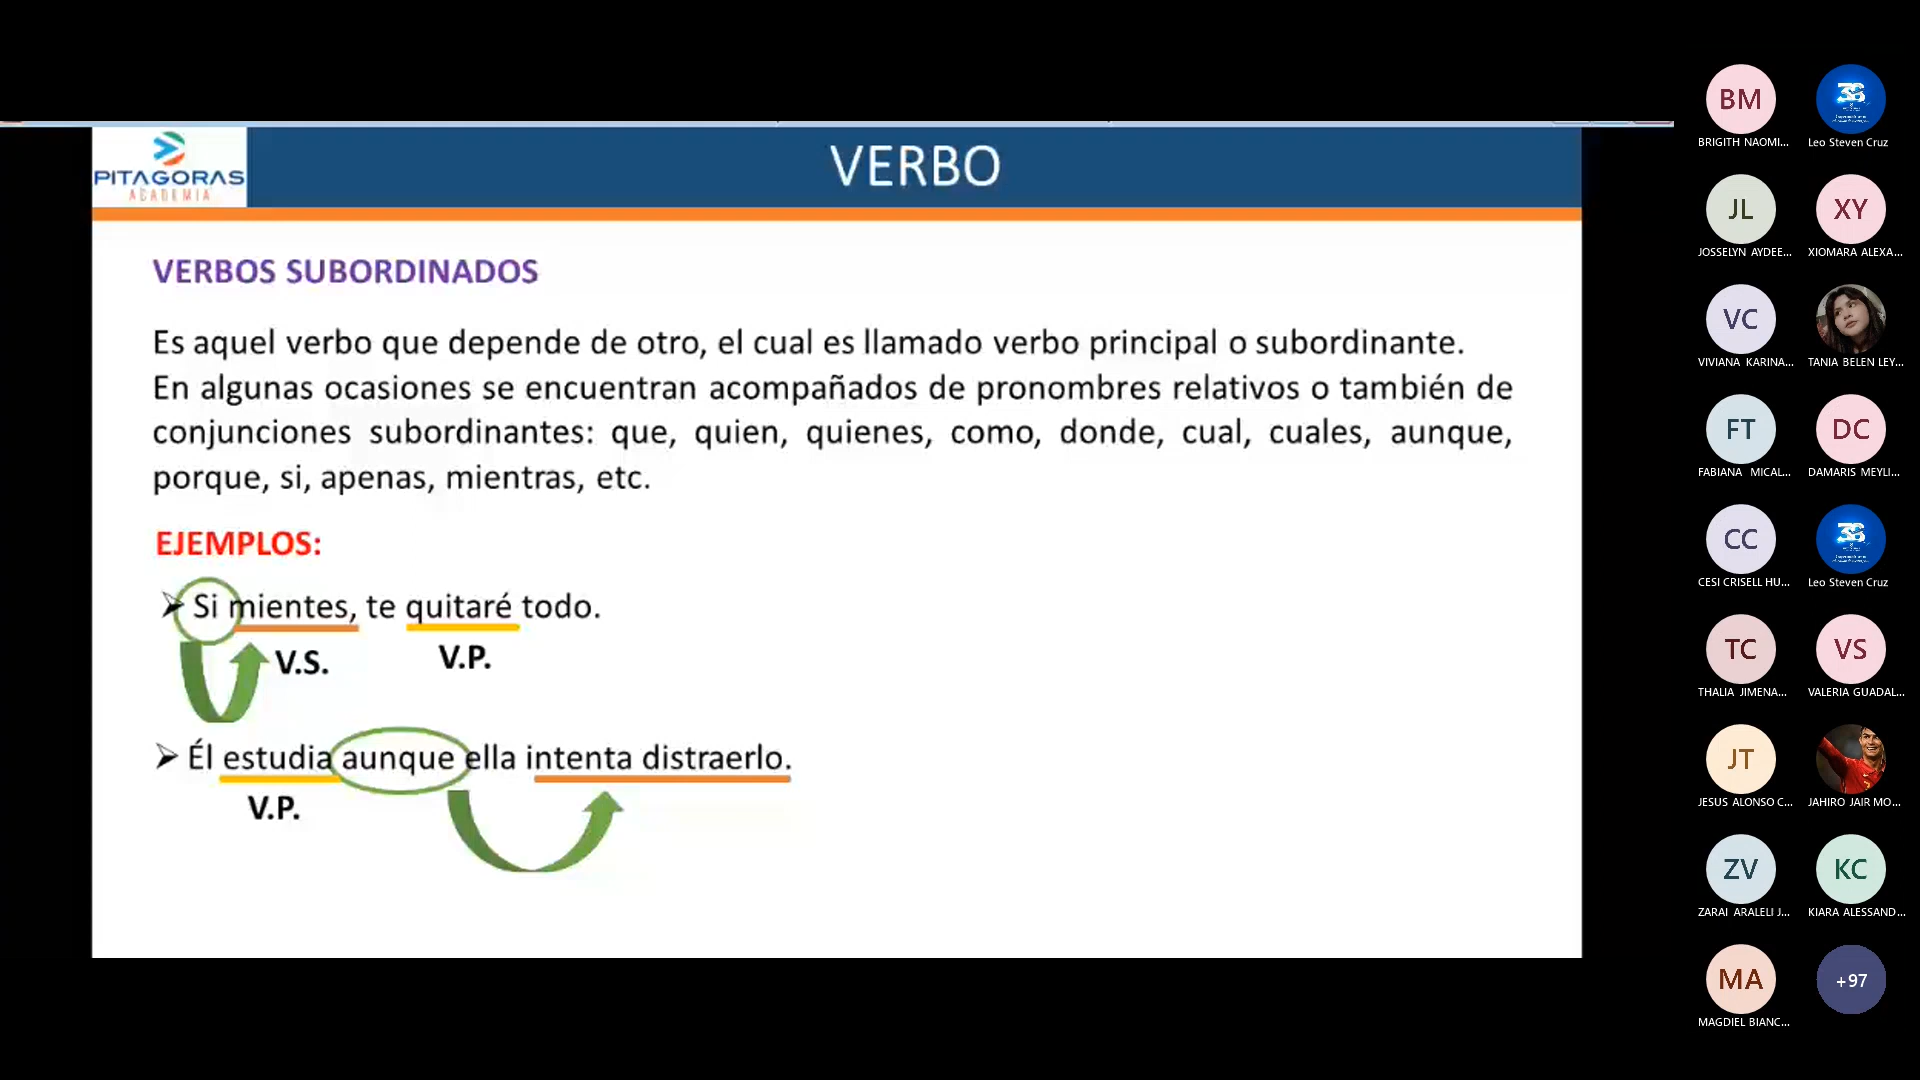 PITAGORAS
ACADEMIA
VERBO
VERBOS SUBORDINADOS
Es aquel verbo que depende de otro, el cual es llamado verbo principal o subordinante.
En algunas ocasiones se encuentran acompañados de pronombres relativos o también de
conjunciones subordinantes: que, quien, quienes, como, donde, cual, cuales, aunque,
porque, si, apenas, mientras, etc.
EJEMPLOS:
Si mientes, te quitaré todo.
V.S. V.P.
Él estudia aunque ella intenta distraerlo.
V.P.
BM
BRIGITH NAOMI...
38
Leo Steven Cruz
JL
JOSSELYN AYDEE...
XY
XIOMARA ALEXA...
VC
VIVIANA KARINA...
TANIA BELEN LEY...
FT
FABIANA MICAL...
DC
DAMARIS MEYLI...
CC
CESI CRISELL HU...
38
Leo Steven Cruz
TC
THALIA JIMENA...
VS
VALERIA GUADAL...
JT
JESUS ALONSO C...
JAHIRO JAIR MO...
ZV
ZARAI ARALELI J...
KC
KIARA ALESSAND...
MA
MAGDIEL BIANC...
+97